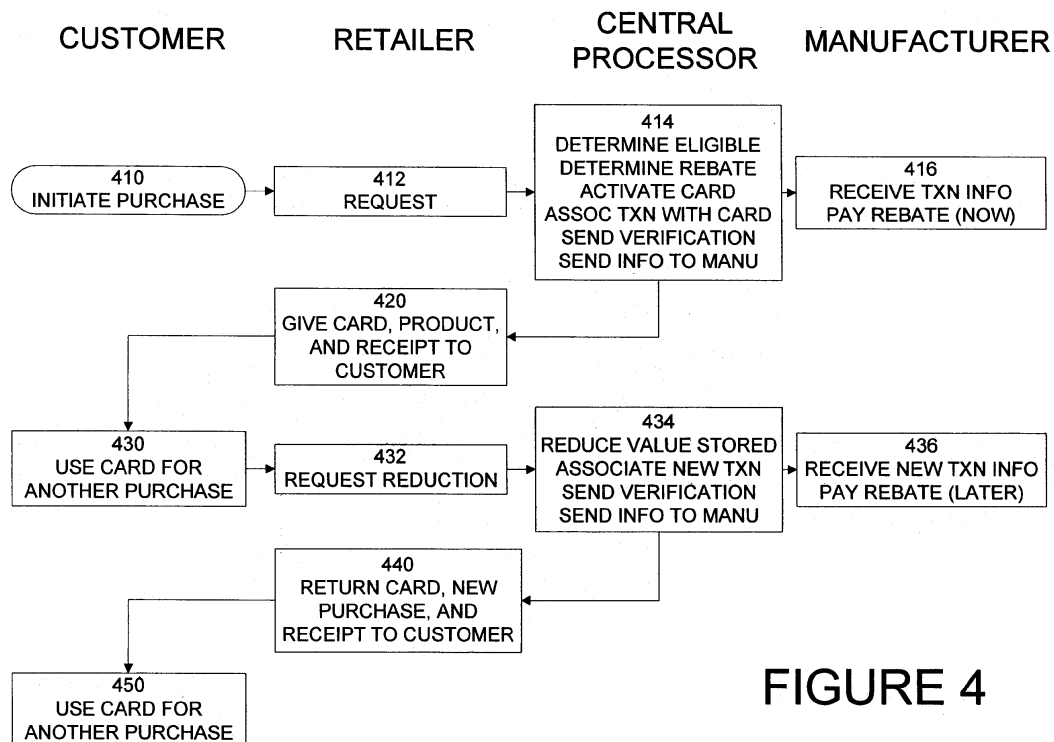 CUSTOMER
RETAILER
CENTRAL
PROCESSOR
MANUFACTURER
410
INITIATE PURCHASE
412
REQUEST
414
DETERMINE ELIGIBLE
DETERMINE REBATE
ACTIVATE CARD
ASSOC TXN WITH CARD
SEND VERIFICATION
SEND INFO TO MANU
416
RECEIVE TXN INFO
PAY REBATE (NOW)
420
GIVE CARD, PRODUCT,
AND RECEIPT TO
CUSTOMER
430
USE CARD FOR
ANOTHER PURCHASE
432
REQUEST REDUCTION
434
REDUCE VALUE STORED
ASSOCIATE NEW TXN
SEND VERIFICATION
SEND INFO TO MANU
436
RECEIVE NEW TXN INFO
PAY REBATE (LATER)
440
RETURN CARD, NEW
PURCHASE, AND
RECEIPT TO CUSTOMER
450
USE CARD FOR
ANOTHER PURCHASE
FIGURE 4